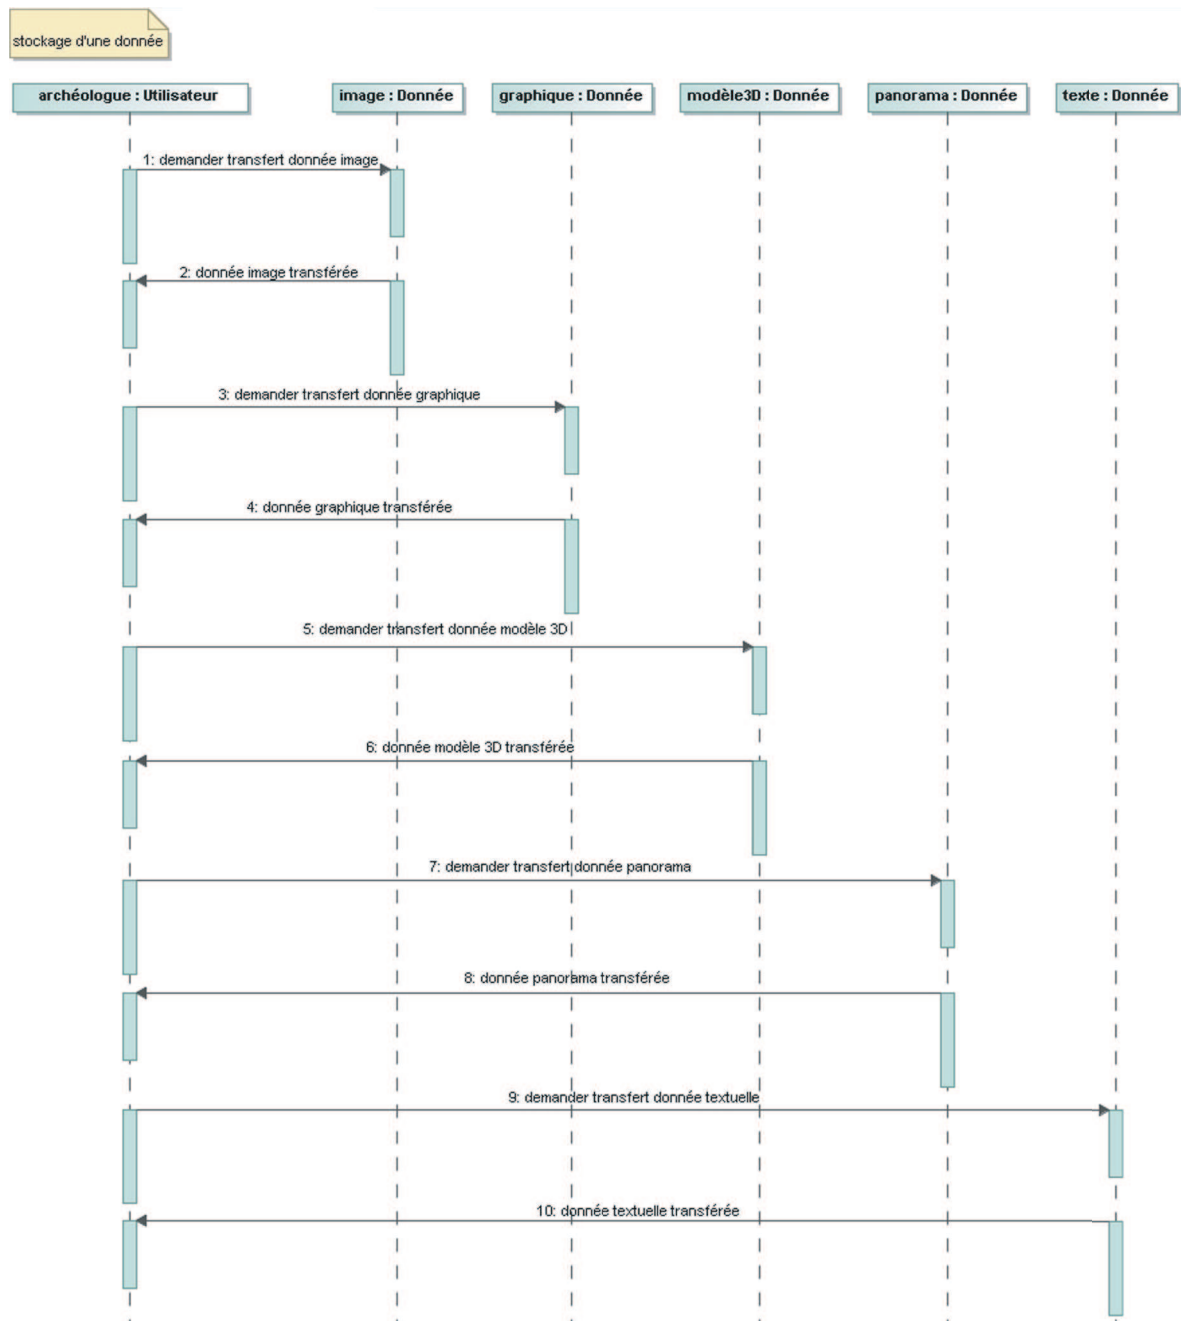 stockage d'une donnée
archéologue : Utilisateur
image : Donnée
graphique : Donnée
modèle3D : Donnée
panorama : Donnée
texte : Donnée
1: demander transfert donnée image
2: donnée image transférée
3: demander transfert donnée graphique
4: donnée graphique transférée
5: demander transfert donnée modèle 3D
6: donnée modèle 3D transférée
7: demander transfert donnée panorama
8: donnée panorama transférée
9: demander transfert donnée textuelle
10: donnée textuelle transférée